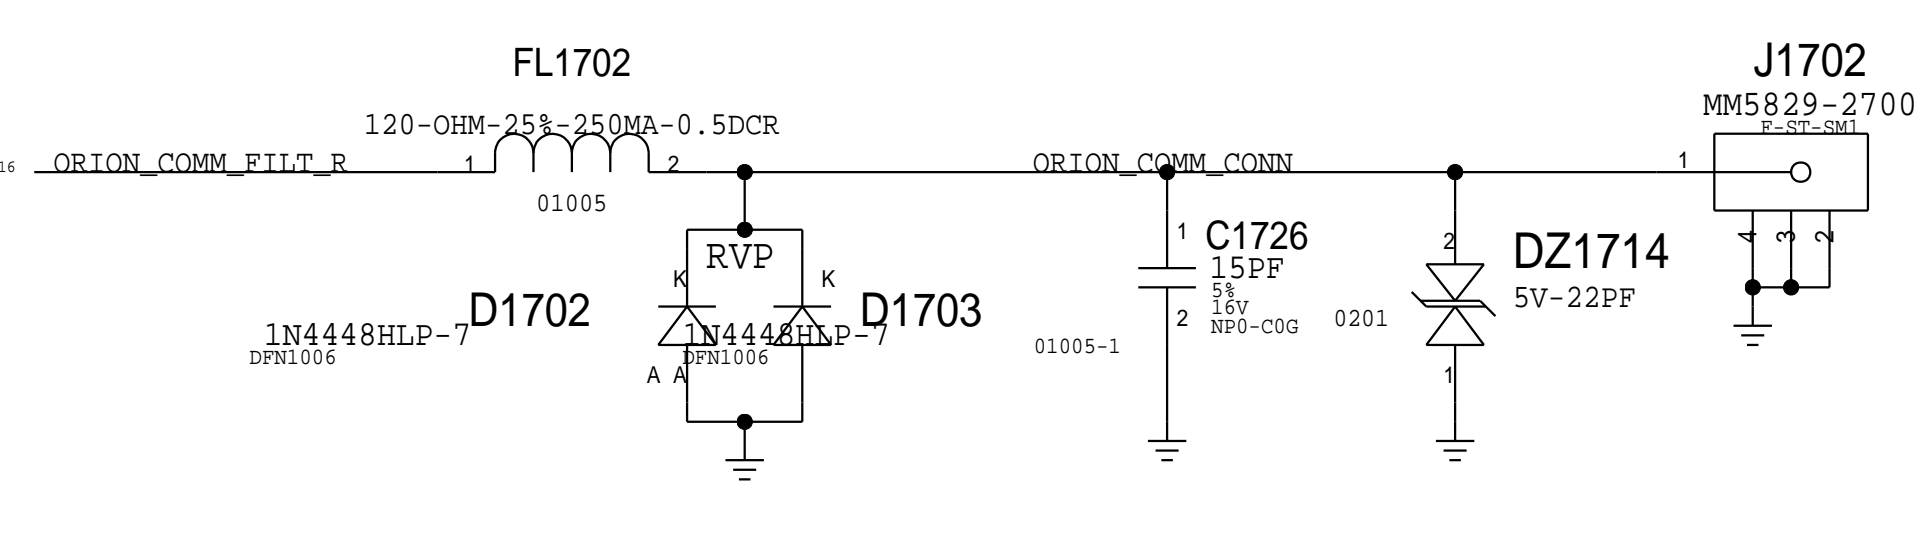 FL1702
120-OHM-25%-250MA-0.5DCR
16
ORION_COMM_FILT_R
1
2
01005
ORION_COMM_CONN
J1702
MM5829-2700
F-ST-SM1
1
4
3
2
RVP
K
K
D1702
1N4448HLP-7
DFN1006
A
D1703
1N4448HLP-7
DFN1006
A
1
C1726
15PF
5%
16V
NP0-C0G
2
01005-1
2
DZ1714
5V-22PF
0201
1